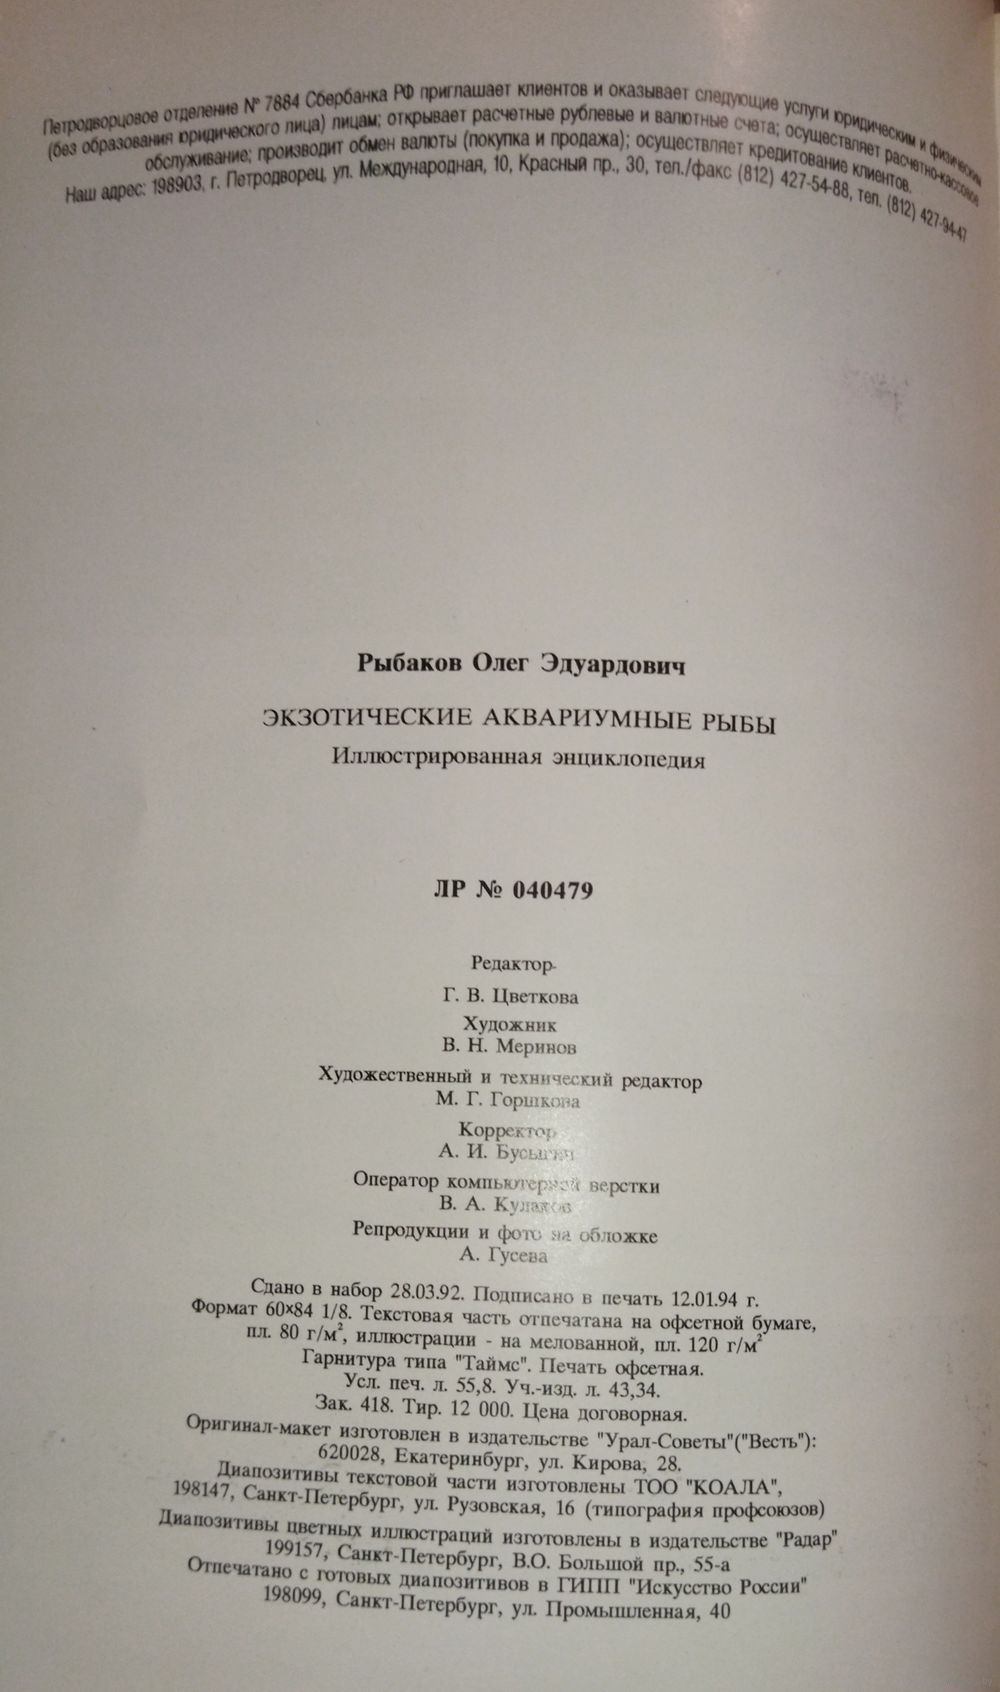 Петродворцовое отделение № 7884 Сбербанка РФ приглашает клиентов и оказывает следующие услуги юридическим и физическим
(без образования юридического лица) лицам; открывает расчетные рублевые и валютные счета; осуществляет расчетно-кассовое
обслуживание; производит обмен валюты (покупка и продажа); осуществляет кредитование клиентов.
Наш адрес: 198903, г. Петродворец, ул. Международная, 10, Красный пр., 30, тел./факс (812) 427-54-88, тел. (812) 427-94-47
Рыбаков Олег Эдуардович
ЭКЗОТИЧЕСКИЕ АКВАРИУМНЫЕ РЫБЫ
Иллюстрированная энциклопедия
ЛР № 040479
Редактор
Г. В. Цветкова
Художник
В. Н. Меринов
Художественный и технический редактор
М. Г. Горшкова
Корректор
А. И.
Оператор компьютерной верстки
В. А. Кулаков
Репродукции и фото на обложке
А. Гусева
Сдано в набор 28.03.92. Подписано в печать 12.01.94 г.
Формат 60×84 1/8. Текстовая часть отпечатана на офсетной бумаге,
пл. 80 г/м², иллюстрации - на мелованной, пл. 120 г/м²
Гарнитура типа "Таймс". Печать офсетная.
Усл. печ. л. 55,8. Уч.-изд. л. 43,34.
Зак. 418. Тир. 12 000. Цена договорная.
Оригинал-макет изготовлен в издательстве "Урал-Советы"("Весть"):
620028, Екатеринбург, ул. Кирова, 28.
Диапозитивы текстовой части изготовлены ТОО "КОАЛА",
198147, Санкт-Петербург, ул. Рузовская, 16 (типография профсоюзов)
Диапозитивы цветных иллюстраций изготовлены в издательстве "Радар"
199157, Санкт-Петербург, В.О. Большой пр., 55-а
Отпечатано с готовых диапозитивов в ГИПП "Искусство России"
198099, Санкт-Петербург, ул. Промышленная, 40